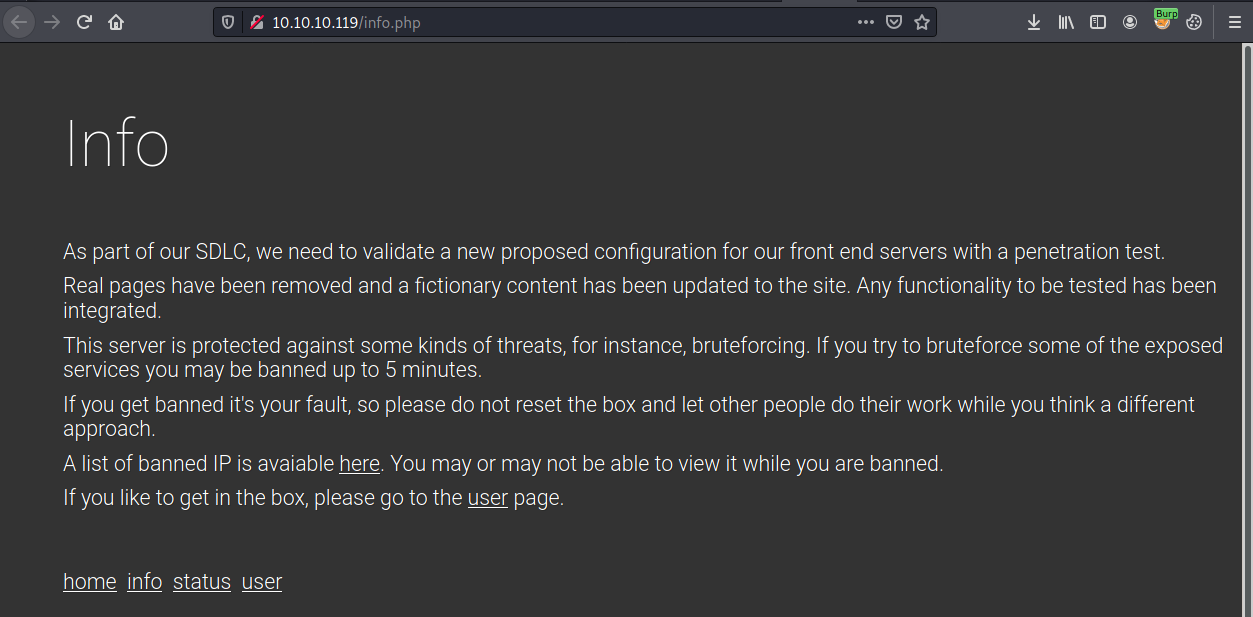 10.10.10.119/info.php
Burp
Info
As part of our SDLC, we need to validate a new proposed configuration for our front end servers with a penetration test.
Real pages have been removed and a fictionary content has been updated to the site. Any functionality to be tested has been
integrated.
This server is protected against some kinds of threats, for instance, bruteforcing. If you try to bruteforce some of the exposed
services you may be banned up to 5 minutes.
If you get banned it's your fault, so please do not reset the box and let other people do their work while you think a different
approach.
A list of banned IP is avaiable here. You may or may not be able to view it while you are banned.
If you like to get in the box, please go to the user page.
home info status user